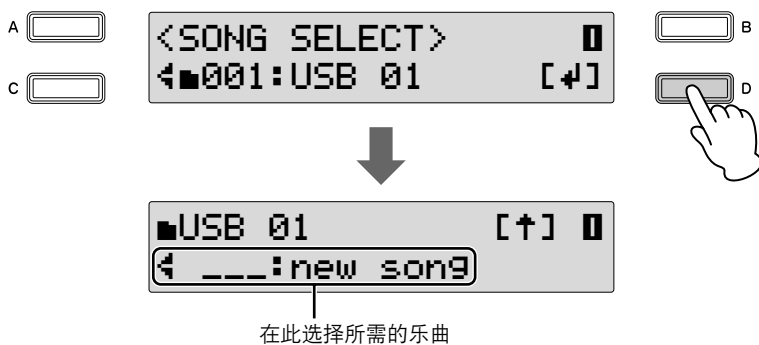 A
<SONG SELECT>
B
C
001:USB 01 [↲]
D
USB 01 [↑]
___:new song
在此选择所需的乐曲